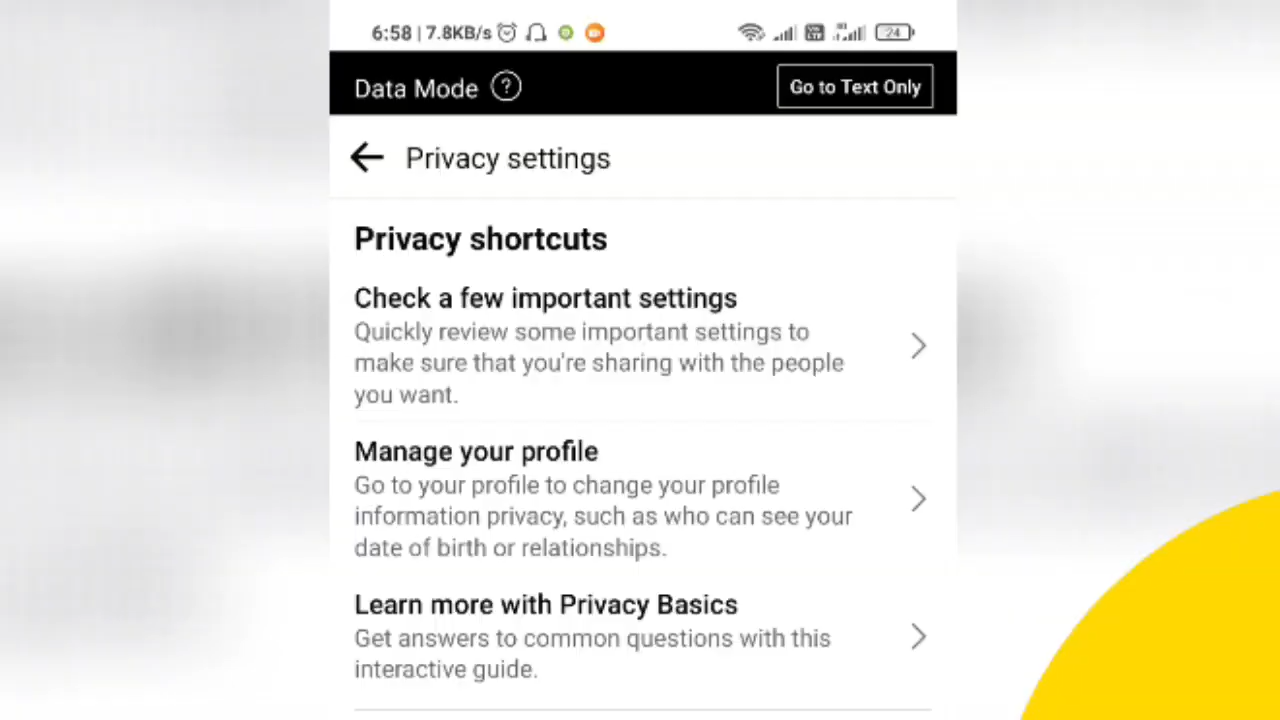 6:58 | 7.8KB/s 24
Data Mode ? Go to Text Only
Privacy settings
Privacy shortcuts
Check a few important settings
Quickly review some important settings to
make sure that you're sharing with the people
you want.
Manage your profile
Go to your profile to change your profile
information privacy, such as who can see your
date of birth or relationships.
Learn more with Privacy Basics
Get answers to common questions with this
interactive guide.